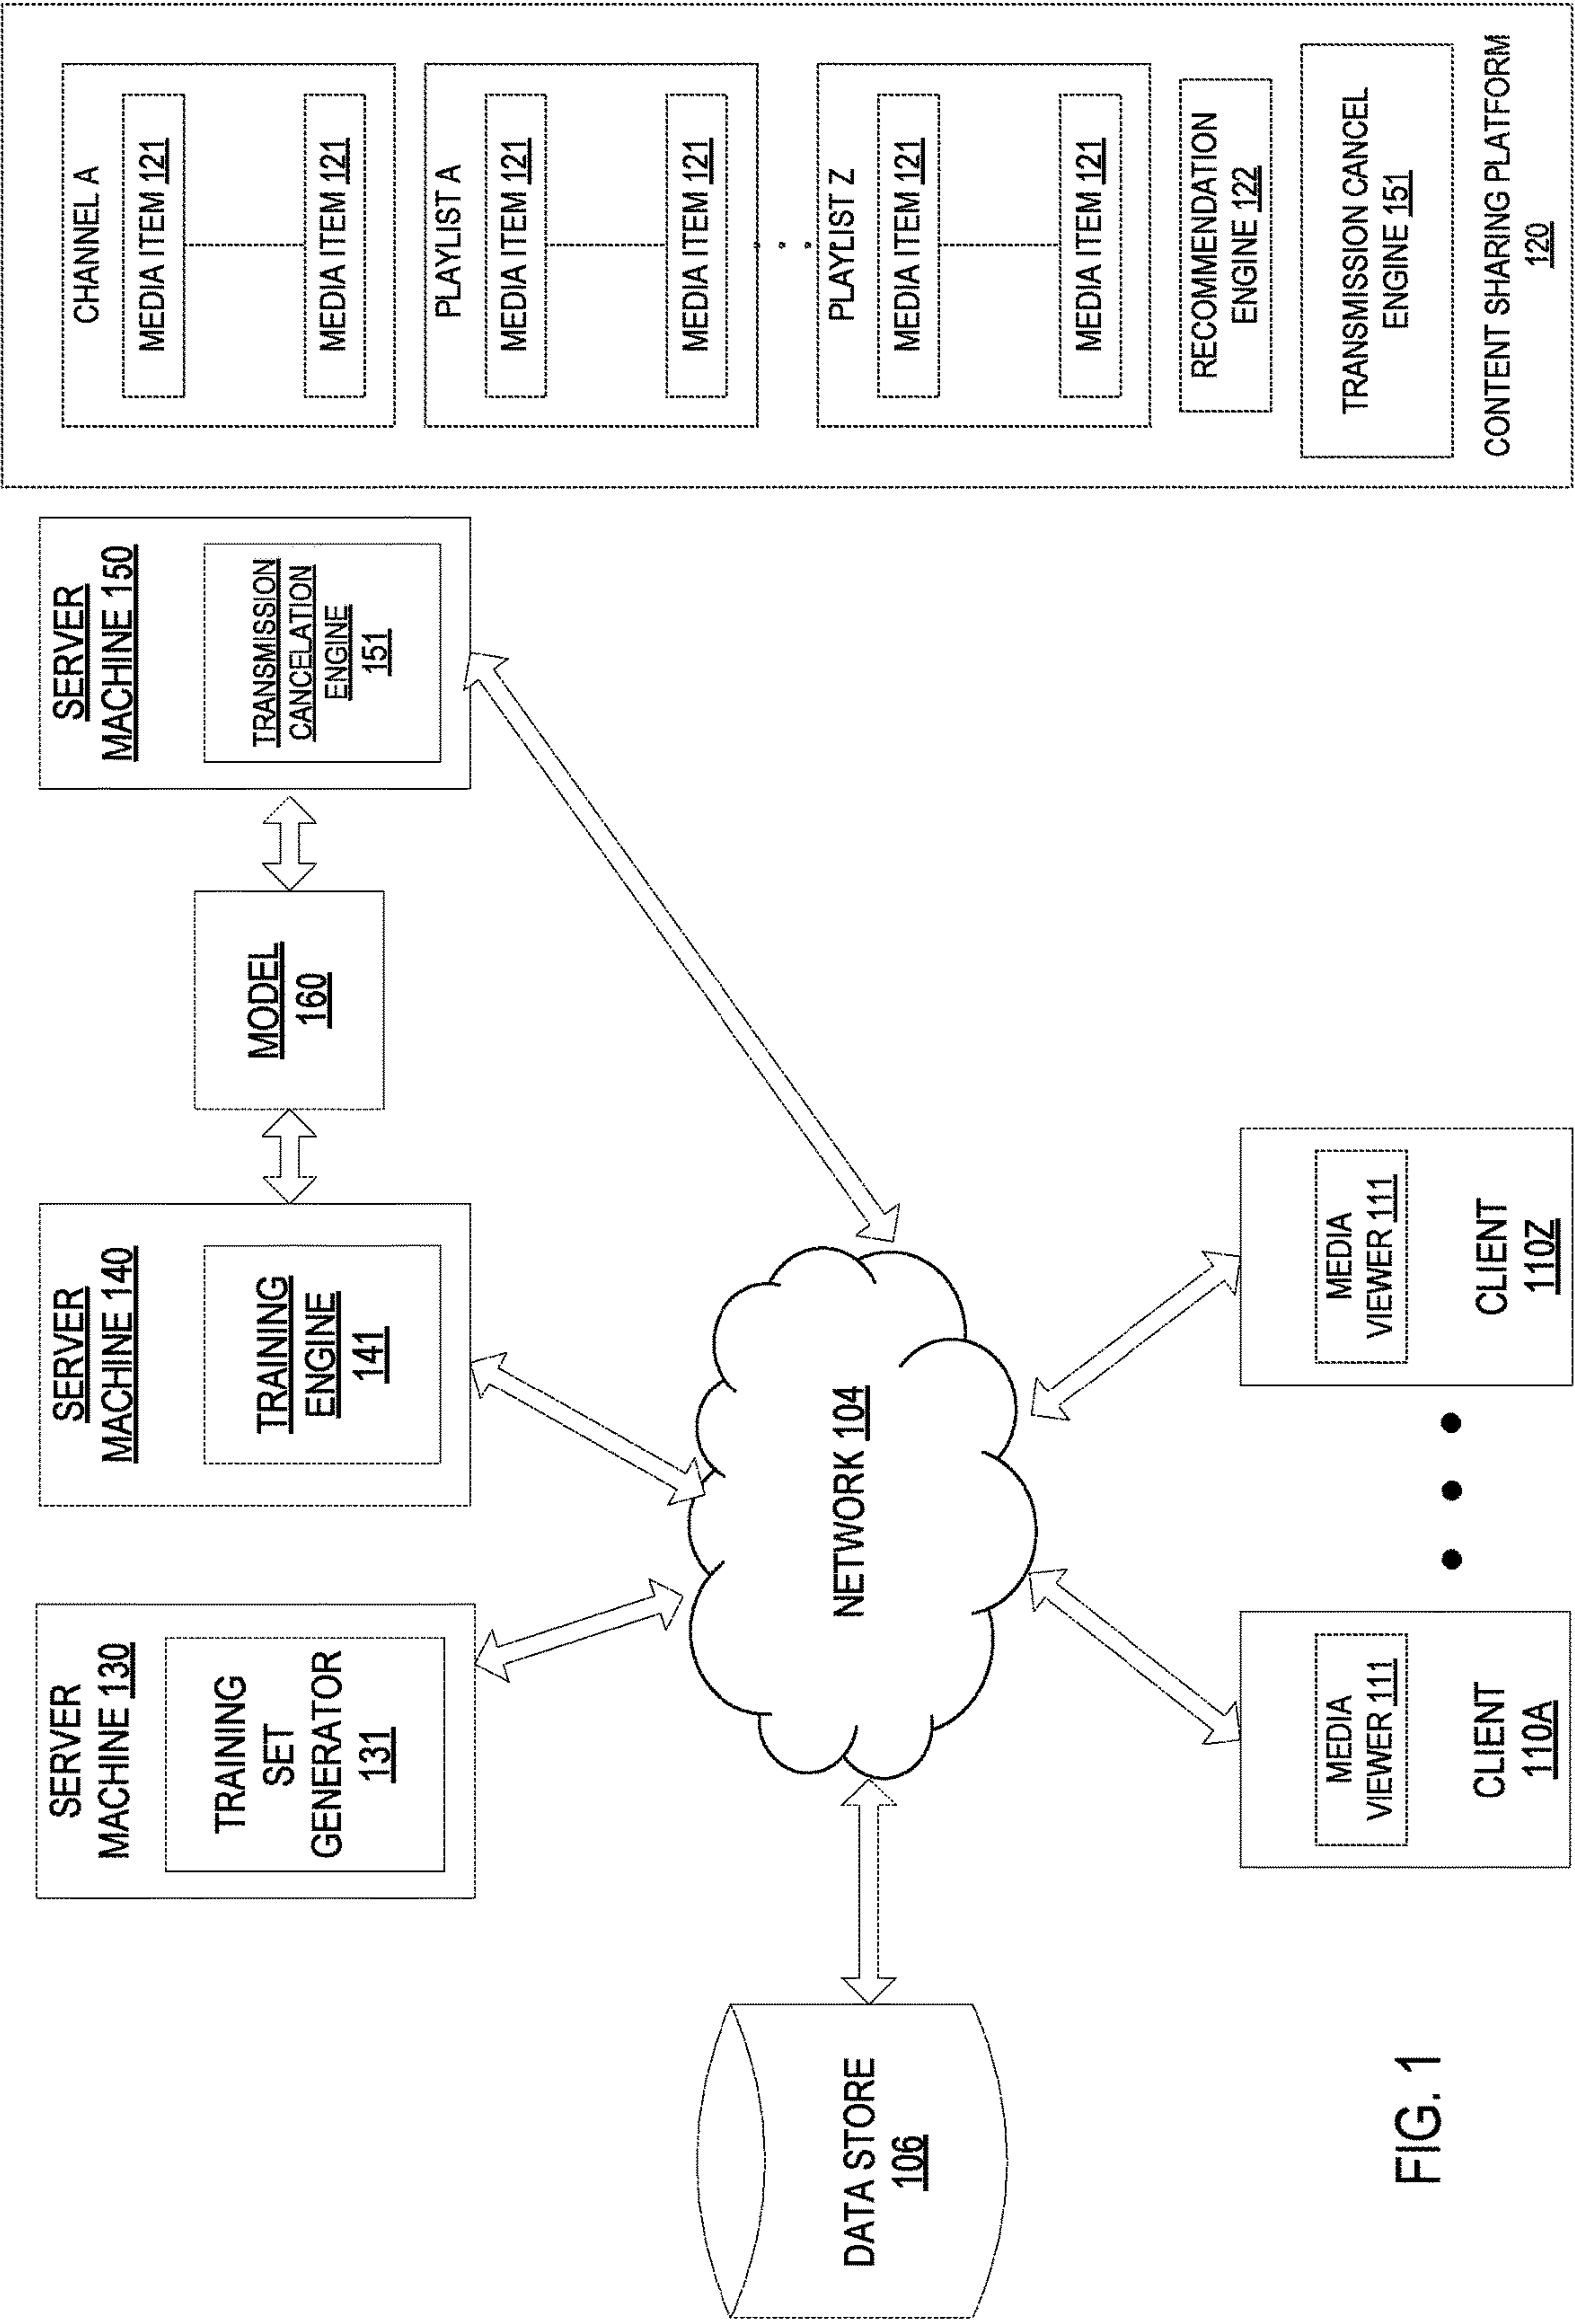 SERVER
MACHINE 130
TRAINING
SET
GENERATOR
131
SERVER
MACHINE 140
TRAINING
ENGINE
141
MODEL
160
SERVER
MACHINE 150
TRANSMISSION
CANCELATION
ENGINE
151
CHANNEL A
MEDIA ITEM 121
MEDIA ITEM 121
PLAYLIST A
MEDIA ITEM 121
MEDIA ITEM 121
PLAYLIST Z
MEDIA ITEM 121
MEDIA ITEM 121
RECOMMENDATION
ENGINE 122
TRANSMISSION CANCEL
ENGINE 151
CONTENT SHARING PLATFORM
120
DATA STORE
106
NETWORK 104
MEDIA
VIEWER 111
CLIENT
110A
MEDIA
VIEWER 111
CLIENT
110Z
FIG. 1